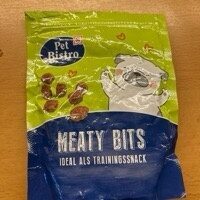 Pet
Bistro
MEATY BITS
IDEAL ALS TRAININGSSNACK